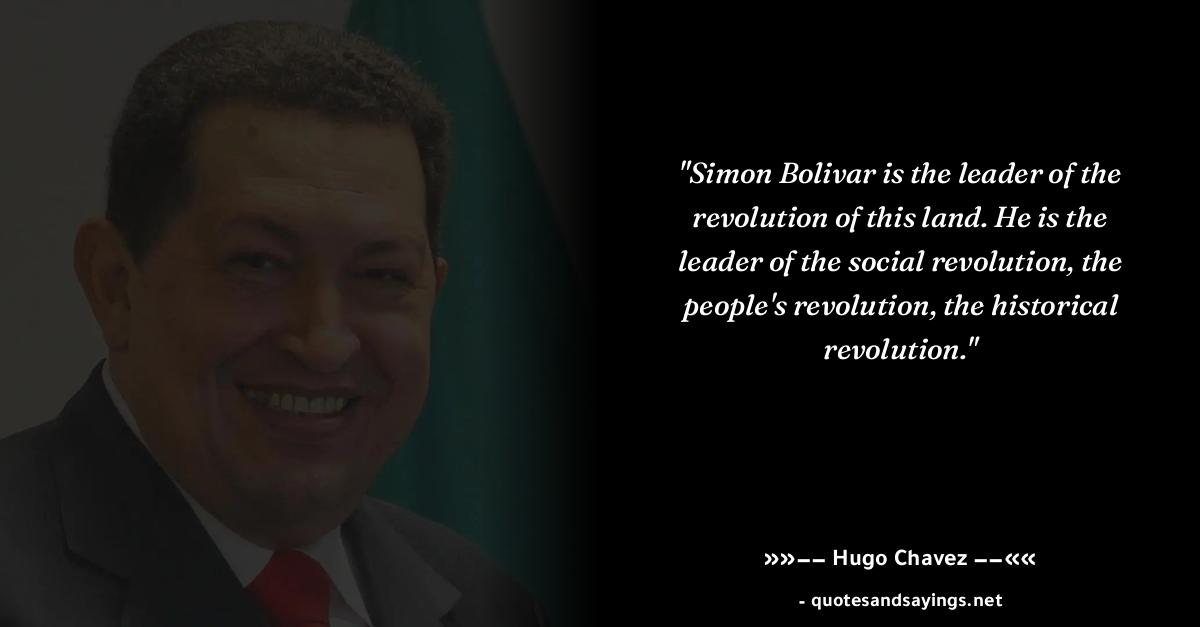 "Simon Bolivar is the leader of the
revolution of this land. He is the
leader of the social revolution, the
people's revolution, the historical
revolution."
»»−− Hugo Chavez −−««
- quotesandsayings.net